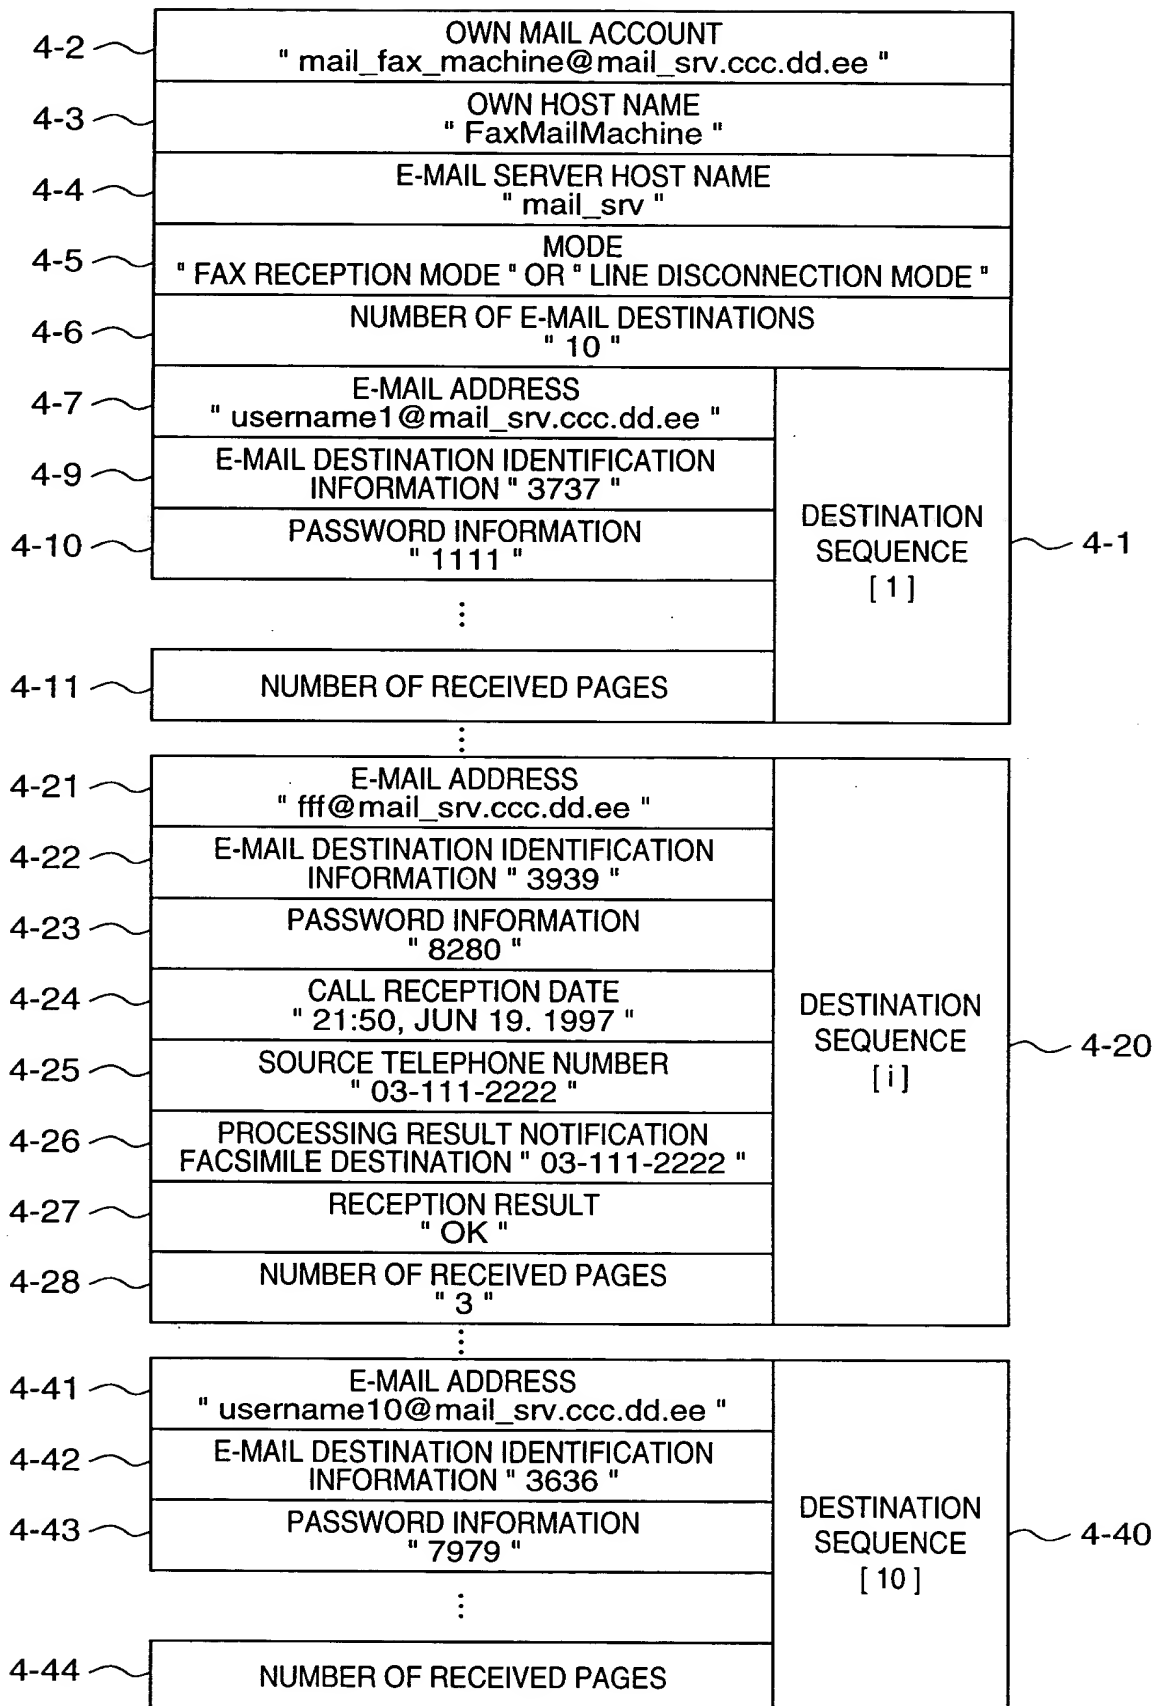 4-2
OWN MAIL ACCOUNT
" mail_fax_machine@mail_srv.ccc.dd.ee "
4-3
OWN HOST NAME
" FaxMailMachine "
4-4
E-MAIL SERVER HOST NAME
" mail_srv "
4-5
MODE
" FAX RECEPTION MODE " OR " LINE DISCONNECTION MODE "
4-6
NUMBER OF E-MAIL DESTINATIONS
" 10 "
4-7
E-MAIL ADDRESS
" username1@mail_srv.ccc.dd.ee "
4-9
E-MAIL DESTINATION IDENTIFICATION
INFORMATION " 3737 "
4-10
PASSWORD INFORMATION
" 1111 "
4-11
NUMBER OF RECEIVED PAGES
DESTINATION
SEQUENCE
[ 1 ]
4-1
4-21
E-MAIL ADDRESS
" fff@mail_srv.ccc.dd.ee "
4-22
E-MAIL DESTINATION IDENTIFICATION
INFORMATION " 3939 "
4-23
PASSWORD INFORMATION
" 8280 "
4-24
CALL RECEPTION DATE
" 21:50, JUN 19. 1997 "
4-25
SOURCE TELEPHONE NUMBER
" 03-111-2222 "
4-26
PROCESSING RESULT NOTIFICATION
FACSIMILE DESTINATION " 03-111-2222 "
4-27
RECEPTION RESULT
" OK "
4-28
NUMBER OF RECEIVED PAGES
" 3 "
DESTINATION
SEQUENCE
[ i ]
4-20
4-41
E-MAIL ADDRESS
" username10@mail_srv.ccc.dd.ee "
4-42
E-MAIL DESTINATION IDENTIFICATION
INFORMATION " 3636 "
4-43
PASSWORD INFORMATION
" 7979 "
4-44
NUMBER OF RECEIVED PAGES
DESTINATION
SEQUENCE
[ 10 ]
4-40